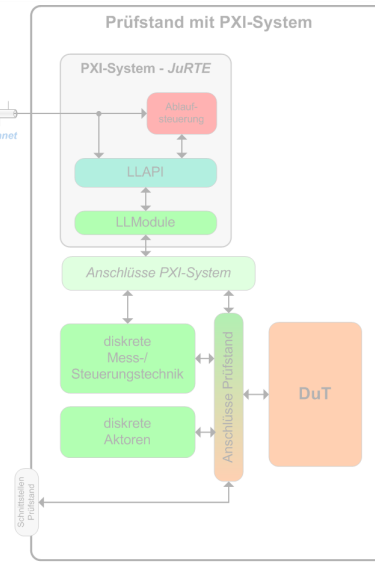 Prüfstand mit PXI-System
PXI-System - JuRTE
Ablauf-
steuerung
LLAPI
LLModule
Anschlüsse PXI-System
diskrete
Mess-/
Steuerungstechnik
diskrete
Aktoren
Anschlüsse Prüfstand
DuT
Schnittstellen
Prüfstand